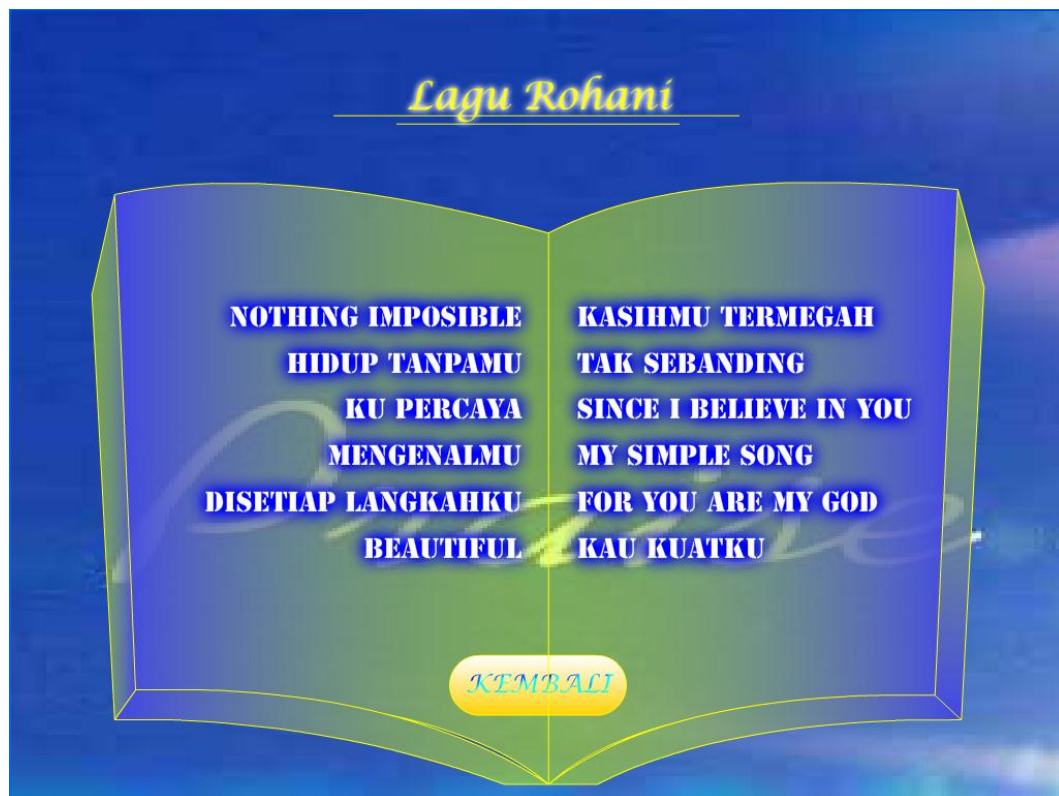 Lagu Rohani
NOTHING IMPOSIBLE
HIDUP TANPAMU
KU PERCAYA
MENGENALMU
DISETIAP LANGKAHKU
BEAUTIFUL
KASIHMU TERMEGAH
TAK SEBANDING
SINCE I BELIEVE IN YOU
MY SIMPLE SONG
FOR YOU ARE MY GOD
KAU KUATKU
Praise
KEMBALI